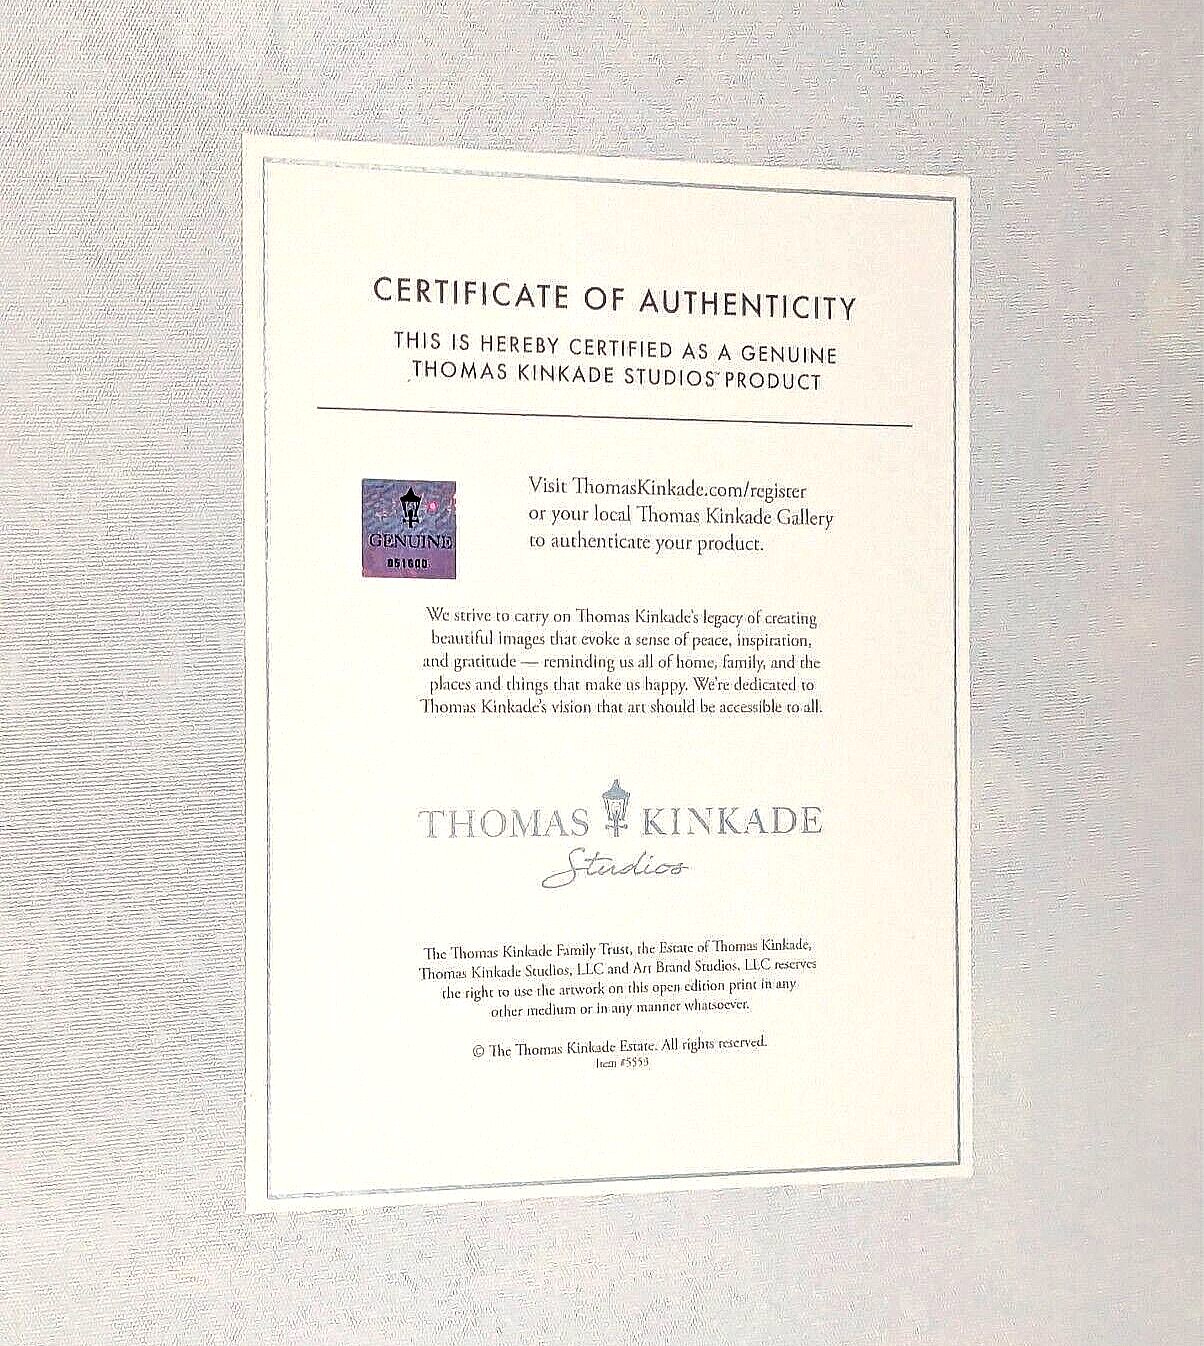 CERTIFICATE OF AUTHENTICITY
THIS IS HEREBY CERTIFIED AS A GENUINE
THOMAS KINKADE STUDIOS™ PRODUCT
GENUINE
051600
Visit ThomasKinkade.com/register
or your local Thomas Kinkade Gallery
to authenticate your product.
We strive to carry on Thomas Kinkade's legacy of creating
beautiful images that evoke a sense of peace, inspiration,
and gratitude — reminding us all of home, family, and the
places and things that make us happy. We're dedicated to
Thomas Kinkade's vision that art should be accessible to all.
THOMAS KINKADE
Studios
The Thomas Kinkade Family Trust, the Estate of Thomas Kinkade,
Thomas Kinkade Studios, LLC and Art Brand Studios, LLC reserves
the right to use the artwork on this open edition print in any
other medium or in any manner whatsoever.
© The Thomas Kinkade Estate. All rights reserved.
Item #5553